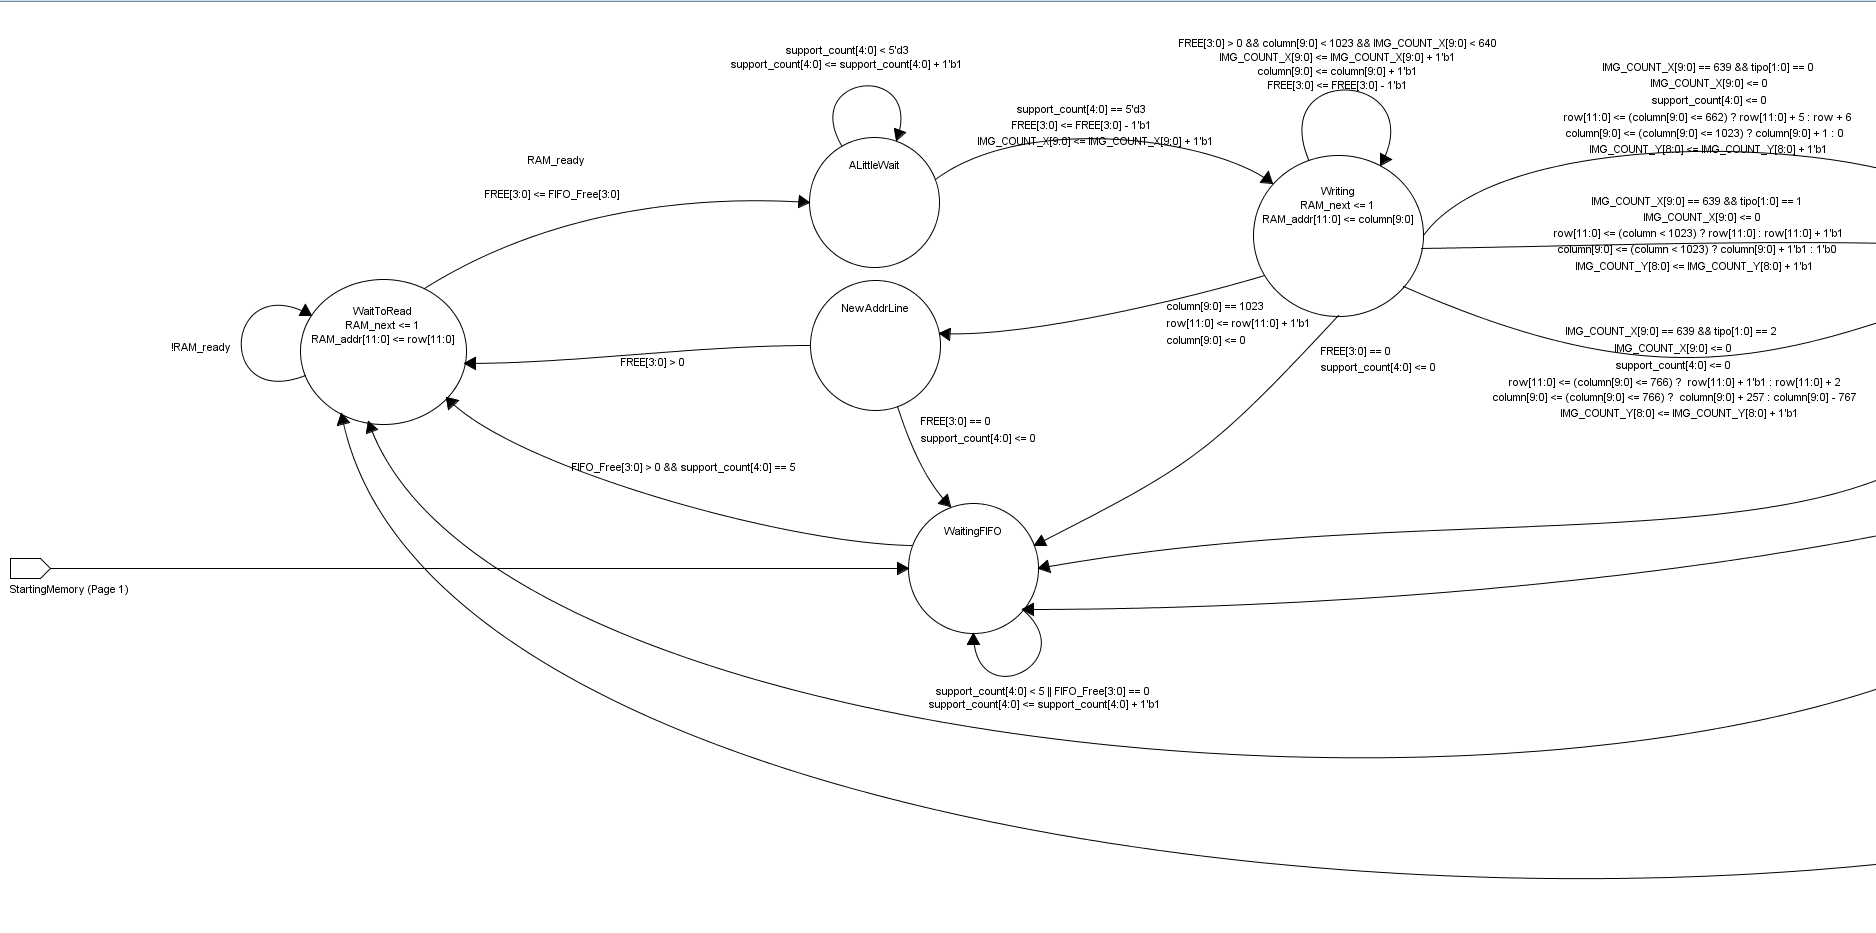 support_count[4:0] < 5'd3
support_count[4:0] <= support_count[4:0] + 1'b1
FREE[3:0] > 0 && column[9:0] < 1023 && IMG_COUNT_X[9:0] < 640
IMG_COUNT_X[9:0] <= IMG_COUNT_X[9:0] + 1'b1
column[9:0] <= column[9:0] + 1'b1
FREE[3:0] <= FREE[3:0] - 1'b1
IMG_COUNT_X[9:0] == 639 && tipo[1:0] == 0
IMG_COUNT_X[9:0] <= 0
support_count[4:0] <= 0
row[11:0] <= (column[9:0] <= 662) ? row[11:0] + 5 : row + 6
column[9:0] <= (column[9:0] <= 1023) ? column[9:0] + 1 : 0
IMG_COUNT_Y[8:0] <= IMG_COUNT_Y[8:0] + 1'b1
support_count[4:0] == 5'd3
FREE[3:0] <= FREE[3:0] - 1'b1
IMG_COUNT_X[9:0] <= IMG_COUNT_X[9:0] + 1'b1
RAM_ready
FREE[3:0] <= FIFO_Free[3:0]
ALittleWait
Writing
RAM_next <= 1
RAM_addr[11:0] <= column[9:0]
IMG_COUNT_X[9:0] == 639 && tipo[1:0] == 1
IMG_COUNT_X[9:0] <= 0
row[11:0] <= (column < 1023) ? row[11:0] : row[11:0] + 1'b1
column[9:0] <= (column < 1023) ? column[9:0] + 1'b1 : 1'b0
IMG_COUNT_Y[8:0] <= IMG_COUNT_Y[8:0] + 1'b1
WaitToRead
RAM_next <= 1
RAM_addr[11:0] <= row[11:0]
!RAM_ready
NewAddrLine
column[9:0] == 1023
row[11:0] <= row[11:0] + 1'b1
column[9:0] <= 0
FREE[3:0] > 0
FREE[3:0] == 0
support_count[4:0] <= 0
IMG_COUNT_X[9:0] == 639 && tipo[1:0] == 2
IMG_COUNT_X[9:0] <= 0
support_count[4:0] <= 0
row[11:0] <= (column[9:0] <= 766) ? row[11:0] + 1'b1 : row[11:0] + 2
column[9:0] <= (column[9:0] <= 766) ? column[9:0] + 257 : column[9:0] - 767
IMG_COUNT_Y[8:0] <= IMG_COUNT_Y[8:0] + 1'b1
FREE[3:0] == 0
support_count[4:0] <= 0
FIFO_Free[3:0] > 0 && support_count[4:0] == 5
WaitingFIFO
StartingMemory (Page 1)
support_count[4:0] < 5 || FIFO_Free[3:0] == 0
support_count[4:0] <= support_count[4:0] + 1'b1